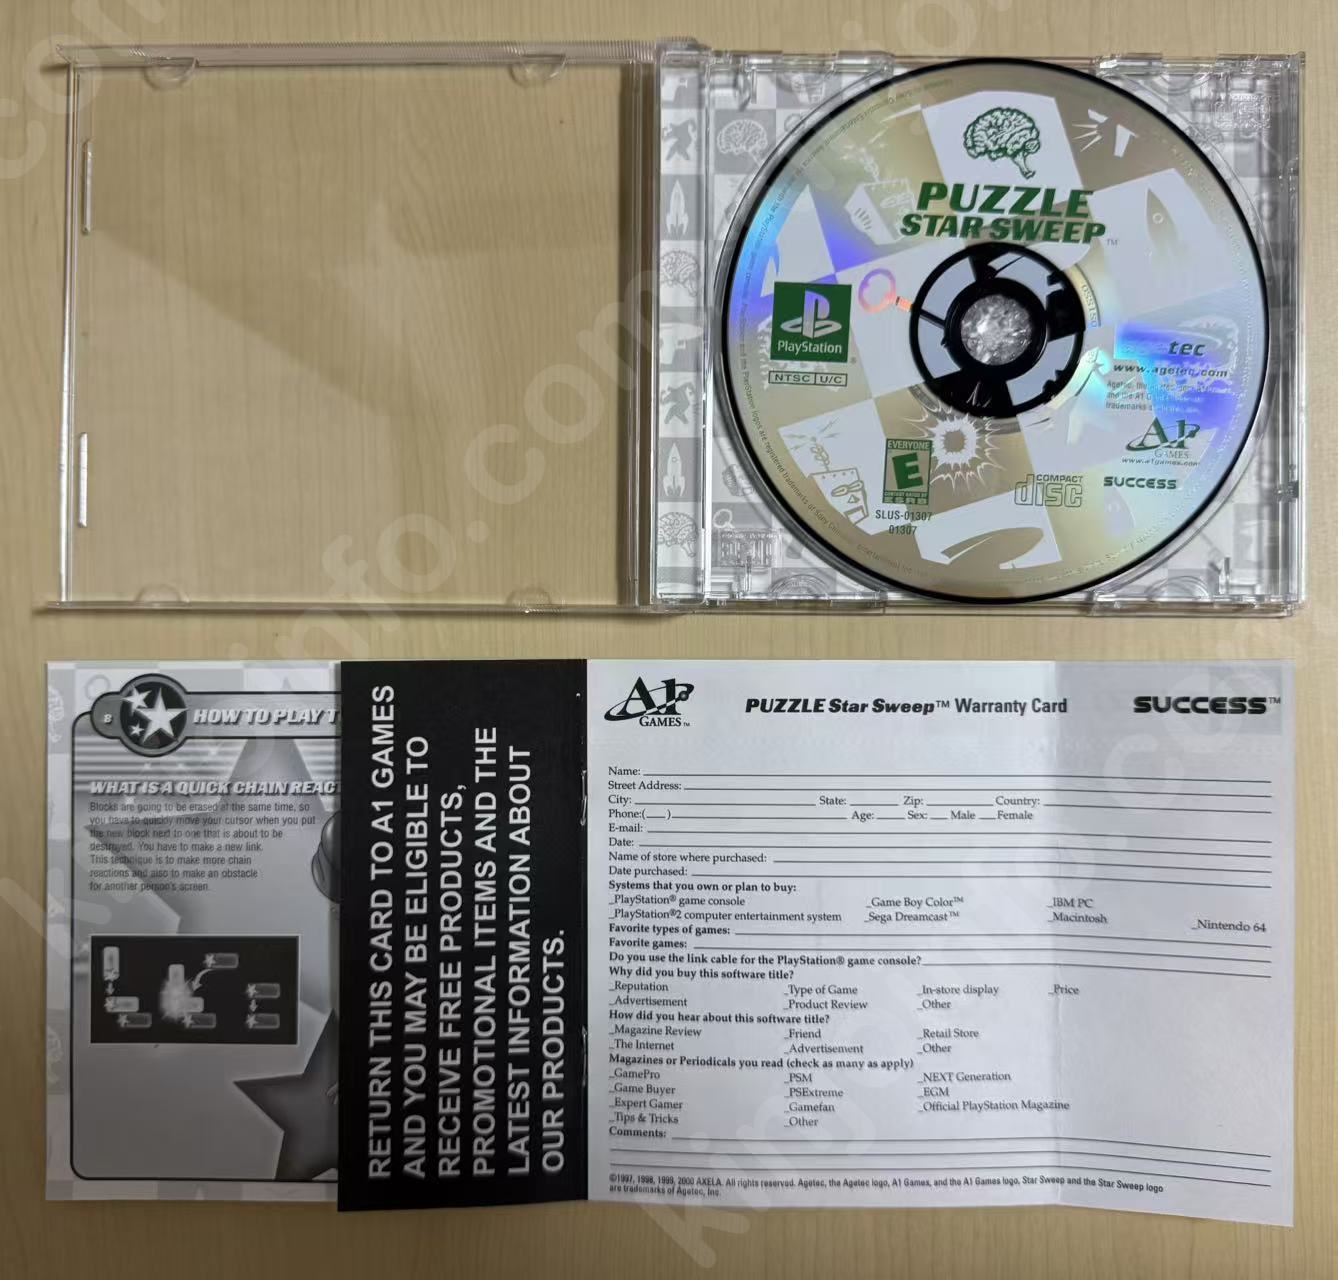 PUZZLE
STAR SWEEP™
PlayStation
NTSC U/C
tec
www.agetec.com
A1 GAMES
www.a1games.com
EVERYONE
E
CONTENT RATED BY
ESRB
SLUS-01307
01307
COMPACT
disc
SUCCESS
8
HOW TO PLAY T
WHAT IS A QUICK CHAIN REACT
Blocks are going to be erased at the same time, so
you have to quickly move your cursor when you put
the new block next to one that is about to be
destroyed. You have to make a new link.
This technique is to make more chain
reactions and also to make an obstacle
for another person's screen.
RETURN THIS CARD TO A1 GAMES
AND YOU MAY BE ELIGIBLE TO
RECEIVE FREE PRODUCTS,
PROMOTIONAL ITEMS AND THE
LATEST INFORMATION ABOUT
OUR PRODUCTS.
A1 GAMES™
PUZZLE Star Sweep™ Warranty Card
SUCCESS™
Name:
Street Address:
City: State: Zip: Country:
Phone:( ) Age: Sex: Male Female
E-mail:
Date:
Name of store where purchased:
Date purchased:
Systems that you own or plan to buy:
_PlayStation® game console _Game Boy Color™ _IBM PC
_PlayStation®2 computer entertainment system _Sega Dreamcast™ _Macintosh _Nintendo 64
Favorite types of games:
Favorite games:
Do you use the link cable for the PlayStation® game console?
Why did you buy this software title?
_Reputation _Type of Game _In-store display _Price
_Advertisement _Product Review _Other
How did you hear about this software title?
_Magazine Review _Friend _Retail Store
_The Internet _Advertisement _Other
Magazines or Periodicals you read (check as many as apply)
_GamePro _PSM _NEXT Generation
_Game Buyer _PSExtreme _EGM
_Expert Gamer _Gamefan _Official PlayStation Magazine
_Tips & Tricks _Other
Comments:
©1997, 1998, 1999, 2000 AXELA. All rights reserved. Agetec, the Agetec logo, A1 Games, and the A1 Games logo, Star Sweep and the Star Sweep logo
are trademarks of Agetec, Inc.